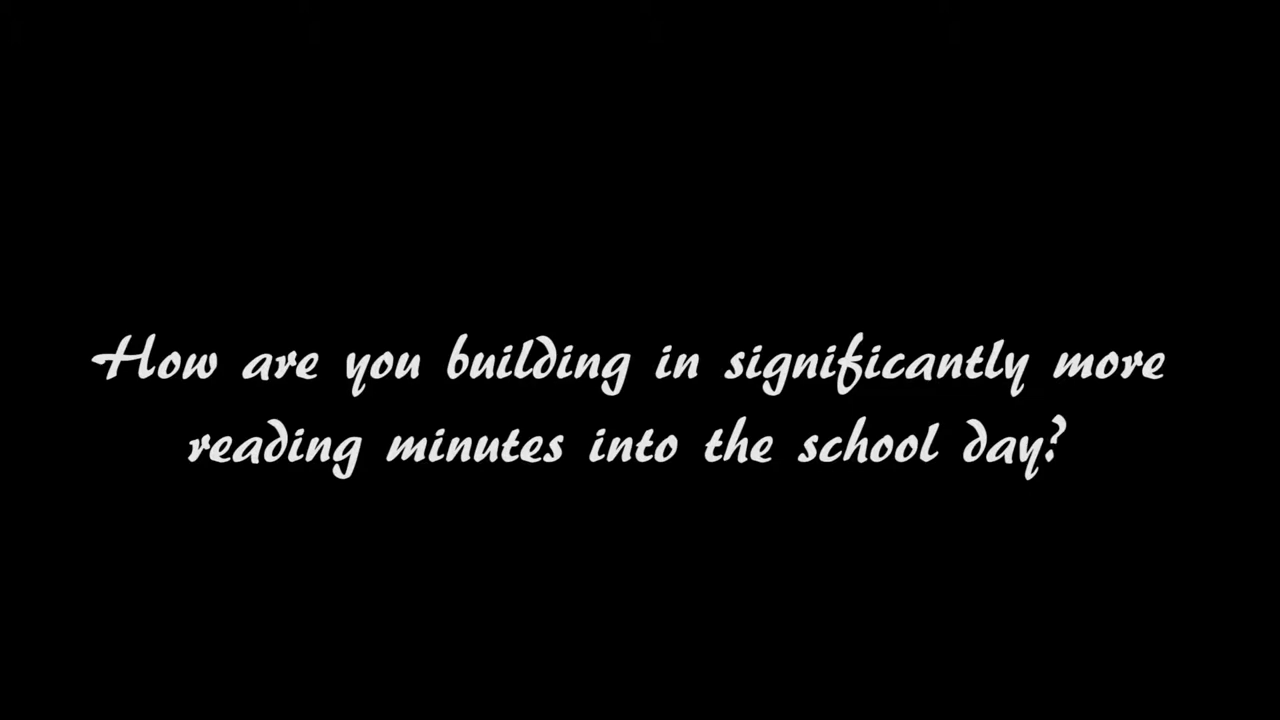 How are you building in significantly more
reading minutes into the school day?